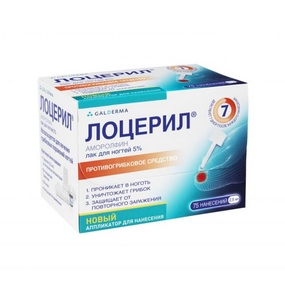 GALDERMA
ЛОЦЕРИЛ®
АМОРОЛФИН
лак для ногтей 5%
ПРОТИВОГРИБКОВОЕ СРЕДСТВО
1. ПРОНИКАЕТ В НОГОТЬ
2. УНИЧТОЖАЕТ ГРИБОК
3. ЗАЩИЩАЕТ ОТ
ПОВТОРНОГО ЗАРАЖЕНИЯ
НОВЫЙ
АППЛИКАТОР ДЛЯ НАНЕСЕНИЯ
7
75 НАНЕСЕНИЙ